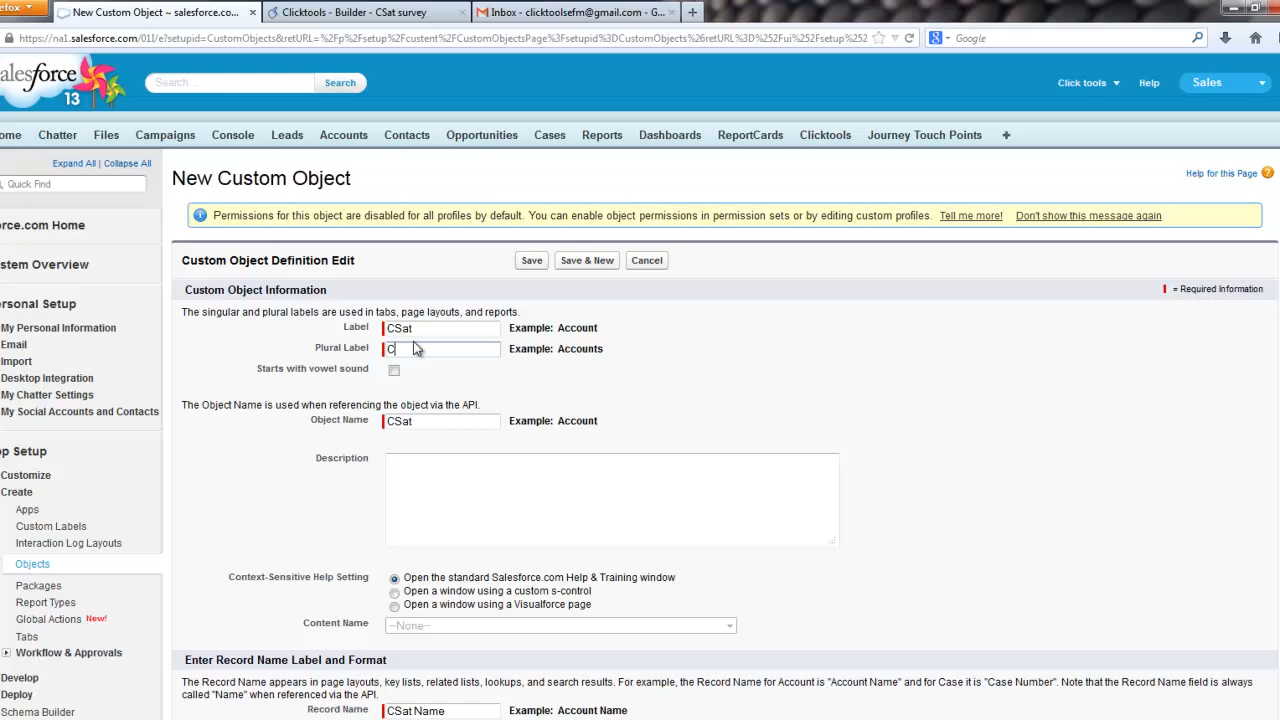 New Custom Object ~ salesforce.co...
Clicktools - Builder - CSat survey
Inbox - clicktoolsefm@gmail.com - G...
https://na1.salesforce.com/01I/e?setupid=CustomObjects&retURL=%2Fp%2Fsetup%2Fcustent%2FCustomObjectsPage%3Fsetupid%3DCustomObjects%26retURL%3D%252Fui%252Fsetup%252
Google
salesforce
13
Search...
Search
Click tools
Help
Sales
ome
Chatter
Files
Campaigns
Console
Leads
Accounts
Contacts
Opportunities
Cases
Reports
Dashboards
ReportCards
Clicktools
Journey Touch Points
+
Expand All | Collapse All
Quick Find
rce.com Home
stem Overview
ersonal Setup
My Personal Information
Email
Import
Desktop Integration
My Chatter Settings
My Social Accounts and Contacts
pp Setup
Customize
Create
Apps
Custom Labels
Interaction Log Layouts
Objects
Packages
Report Types
Global Actions New!
Tabs
Workflow & Approvals
Develop
Deploy
Schema Builder
New Custom Object
Help for this Page
Permissions for this object are disabled for all profiles by default. You can enable object permissions in permission sets or by editing custom profiles. Tell me more! Don't show this message again
Custom Object Definition Edit
Save
Save & New
Cancel
Custom Object Information
= Required Information
The singular and plural labels are used in tabs, page layouts, and reports.
Label CSat Example: Account
Plural Label C Example: Accounts
Starts with vowel sound
The Object Name is used when referencing the object via the API.
Object Name CSat Example: Account
Description
Context-Sensitive Help Setting
Open the standard Salesforce.com Help & Training window
Open a window using a custom s-control
Open a window using a Visualforce page
Content Name --None--
Enter Record Name Label and Format
The Record Name appears in page layouts, key lists, related lists, lookups, and search results. For example, the Record Name for Account is "Account Name" and for Case it is "Case Number". Note that the Record Name field is always
called "Name" when referenced via the API.
Record Name CSat Name Example: Account Name